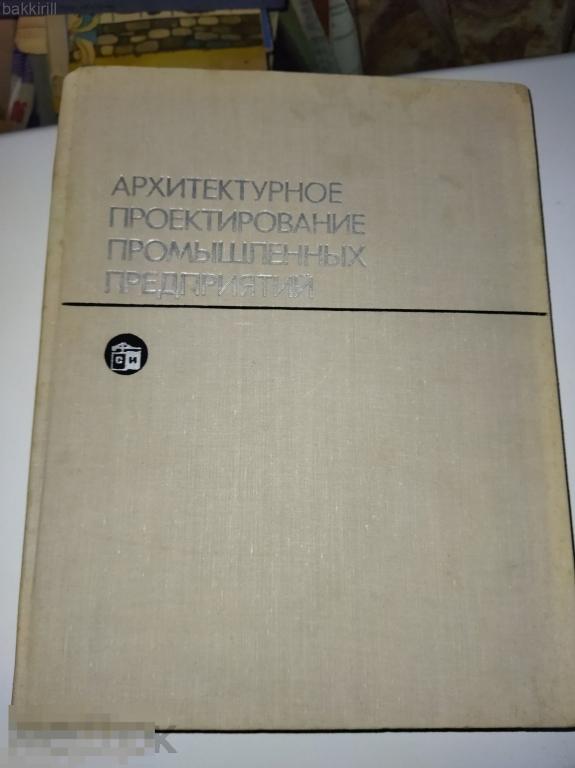 bakkirill
АРХИТЕКТУРНОЕ
ПРОЕКТИРОВАНИЕ
ПРОМЫШЛЕННЫХ
ПРЕДПРИЯТИЙ
СИ